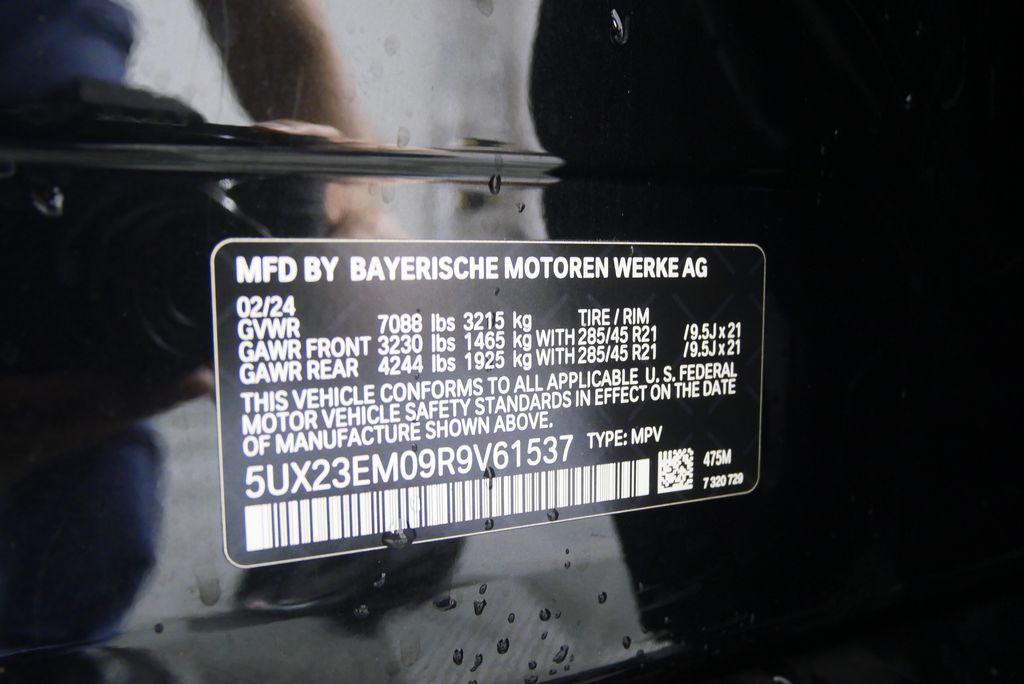 MFD BY BAYERISCHE MOTOREN WERKE AG
02/24 TIRE / RIM
GVWR 7088 lbs 3215 kg
GAWR FRONT 3230 lbs 1465 kg WITH 285/45 R21 /9.5J x 21
GAWR REAR 4244 lbs 1925 kg WITH 285/45 R21 /9.5J x 21
THIS VEHICLE CONFORMS TO ALL APPLICABLE U.S. FEDERAL
MOTOR VEHICLE SAFETY STANDARDS IN EFFECT ON THE DATE
OF MANUFACTURE SHOWN ABOVE.
5UX23EM09R9V61537 TYPE: MPV
475M
7 320 729